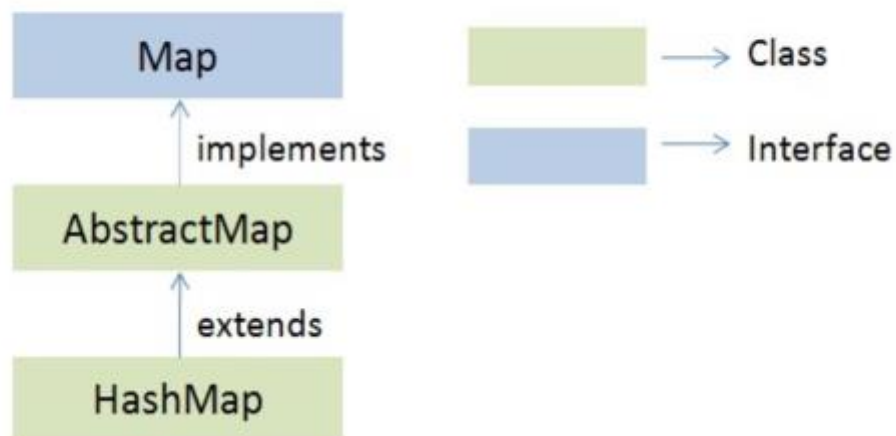 Map
implements
AbstractMap
extends
HashMap
Class
Interface